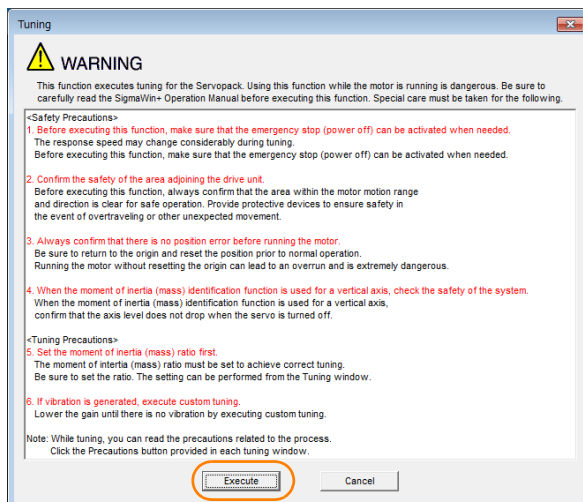 Tuning
WARNING
This function executes tuning for the Servopack. Using this function while the motor is running is dangerous. Be sure to
carefully read the SigmaWin+ Operation Manual before executing this function. Special care must be taken for the following.
<Safety Precautions>
1. Before executing this function, make sure that the emergency stop (power off) can be activated when needed.
The response speed may change considerably during tuning.
Before executing this function, make sure that the emergency stop (power off) can be activated when needed.
2. Confirm the safety of the area adjoining the drive unit.
Before executing this function, always confirm that the area within the motor motion range
and direction is clear for safe operation. Provide protective devices to ensure safety in
the event of overtraveling or other unexpected movement.
3. Always confirm that there is no position error before running the motor.
Be sure to return to the origin and reset the position prior to normal operation.
Running the motor without resetting the origin can lead to an overrun and is extremely dangerous.
4. When the moment of inertia (mass) identification function is used for a vertical axis, check the safety of the system.
When the moment of inertia (mass) identification function is used for a vertical axis,
confirm that the axis level does not drop when the servo is turned off.
<Tuning Precautions>
5. Set the moment of inertia (mass) ratio first.
The moment of intertia (mass) ratio must be set to achieve correct tuning.
Be sure to set the ratio. The setting can be performed from the Tuning window.
6. If vibration is generated, execute custom tuning.
Lower the gain until there is no vibration by executing custom tuning.
Note: While tuning, you can read the precautions related to the process.
Click the Precautions button provided in each tuning window.
Execute Cancel